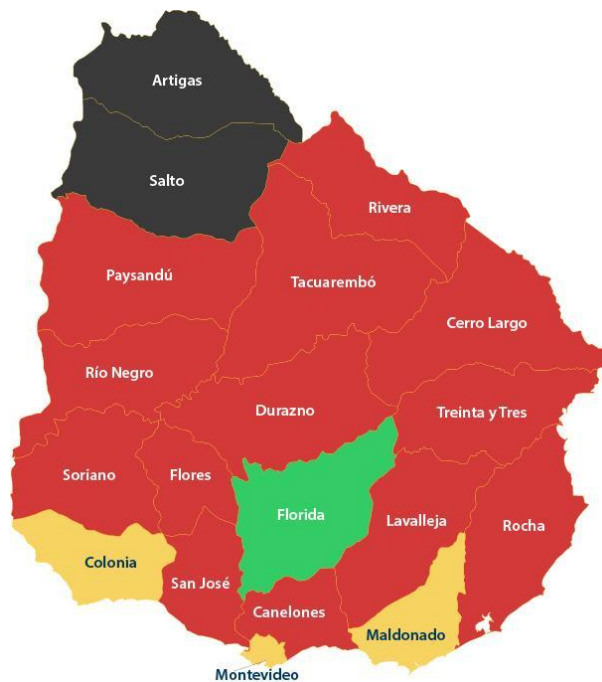 Artigas
Salto
Rivera
Paysandú
Tacuarembó
Cerro Largo
Río Negro
Durazno
Treinta y Tres
Soriano
Flores
Florida
Lavalleja
Rocha
Colonia
San José
Canelones
Maldonado
Montevideo